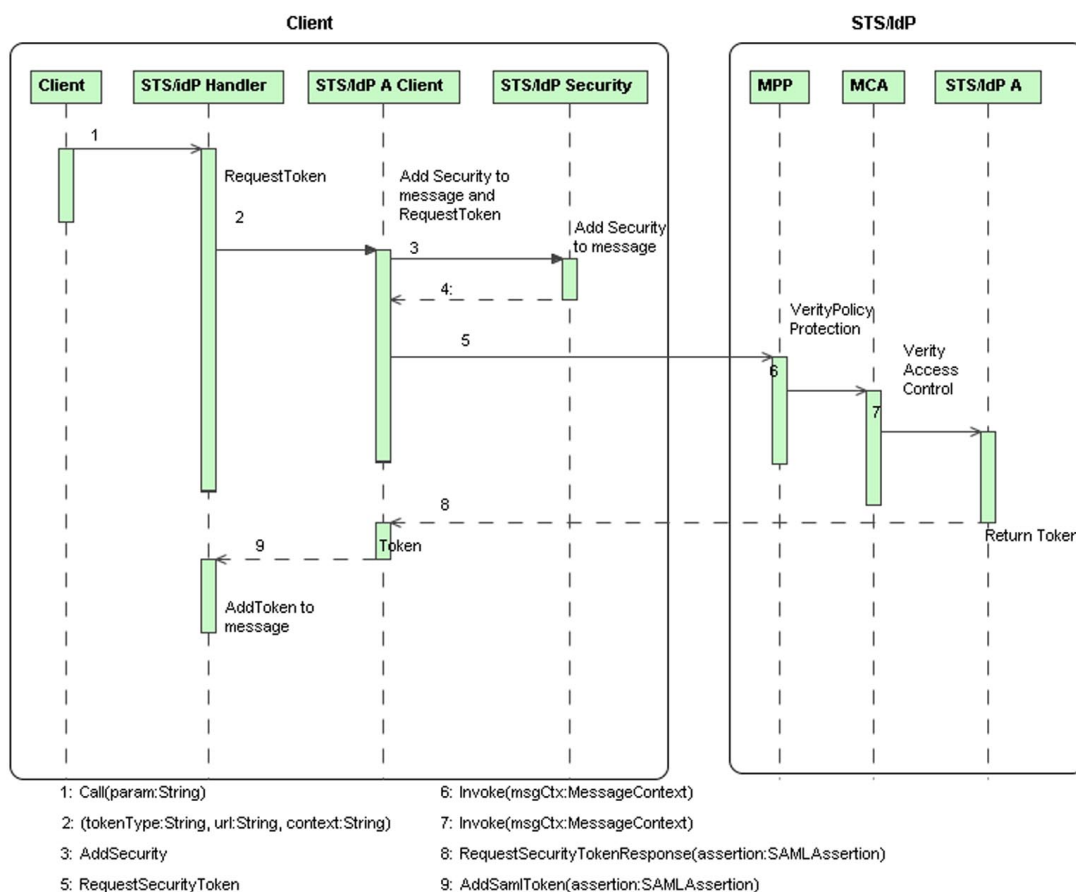 Client
STS/IdP
Client
STS/idP Handler
STS/IdP A Client
STS/IdP Security
MPP
MCA
STS/IdP A
1
RequestToken
Add Security to
message and
RequestToken
2
3
Add Security
to message
4:
5
VerityPolicy
Protection
6
Verity
Access
Control
7
8
Return Token
9
Token
AddToken to
message
1: Call(param:String)
2: (tokenType:String, url:String, context:String)
3: AddSecurity
5: RequestSecurityToken
6: Invoke(msgCtx:MessageContext)
7: Invoke(msgCtx:MessageContext)
8: RequestSecurityTokenResponse(assertion:SAMLAssertion)
9: AddSamlToken(assertion:SAMLAssertion)